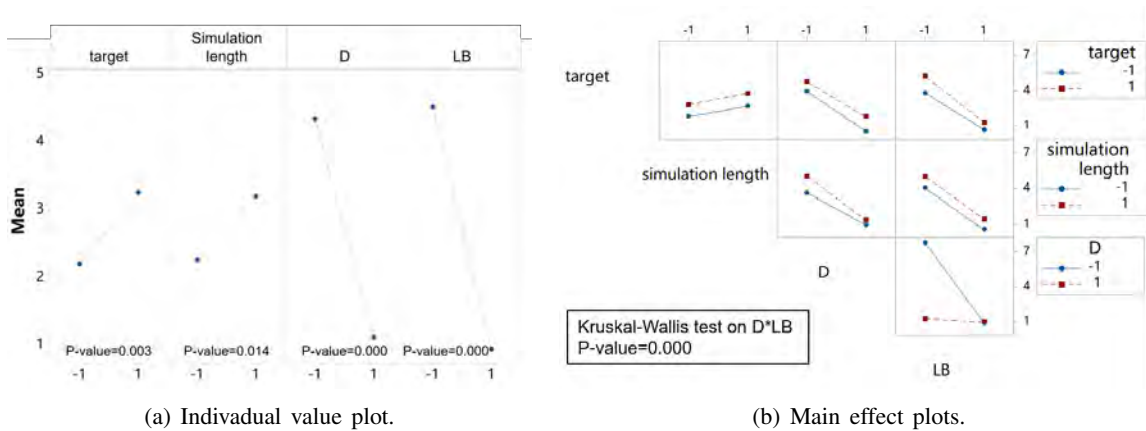 target
Simulation
length
D
LB
5
4
3
2
1
Mean
P-value=0.003
P-value=0.014
P-value=0.000
P-value=0.000*
-1 1 -1 1 -1 1 -1 1
(a) Indivadual value plot.
-1 1 -1 1 -1 1
target
7
4
1
target
-1
1
simulation length
7
4
1
simulation
length
-1
1
D
7
4
1
D
-1
1
LB
Kruskal-Wallis test on D*LB
P-value=0.000
(b) Main effect plots.